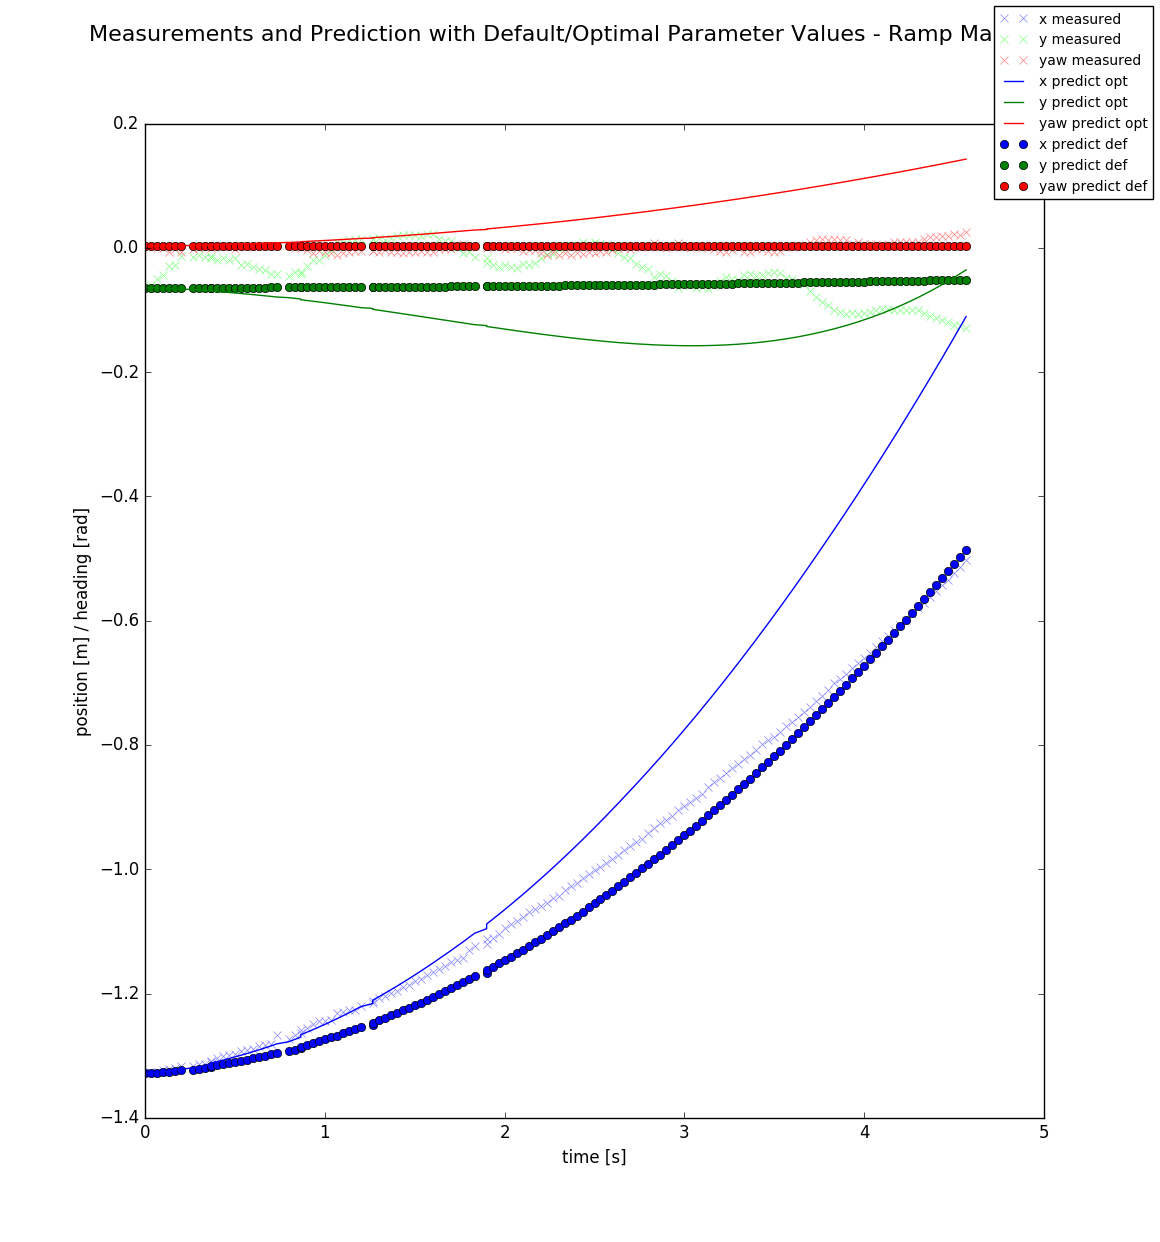 Measurements and Prediction with Default/Optimal Parameter Values - Ramp Ma
x measured
y measured
yaw measured
x predict opt
y predict opt
yaw predict opt
x predict def
y predict def
yaw predict def
0.2
0.0
−0.2
−0.4
−0.6
−0.8
−1.0
−1.2
−1.4
position [m] / heading [rad]
0 1 2 3 4 5
time [s]